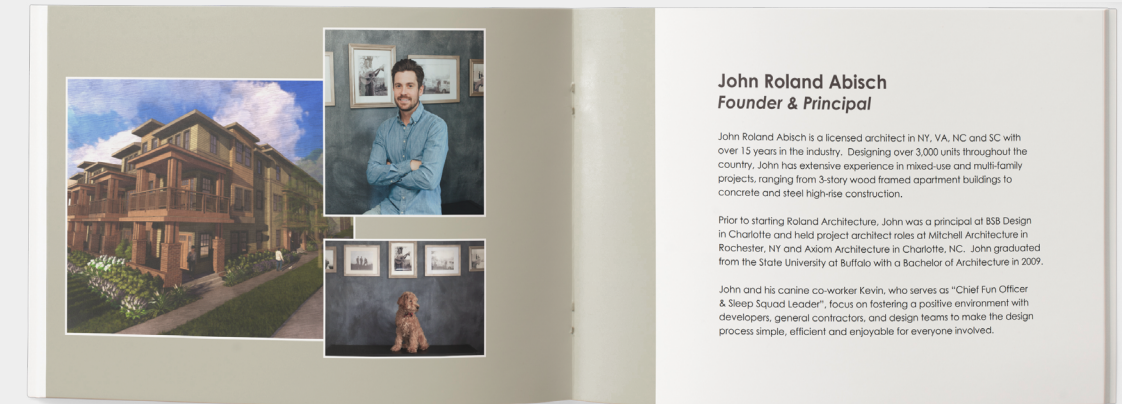 John Roland Abisch
Founder & Principal
John Roland Abisch is a licensed architect in NY, VA, NC and SC with
over 15 years in the industry. Designing over 3,000 units throughout the
country, John has extensive experience in mixed-use and multi-family
projects, ranging from 3-story wood framed apartment buildings to
concrete and steel high-rise construction.
Prior to starting Roland Architecture, John was a principal at BSB Design
in Charlotte and held project architect roles at Mitchell Architecture in
Rochester, NY and Axiom Architecture in Charlotte, NC. John graduated
from the State University at Buffalo with a Bachelor of Architecture in 2009.
John and his canine co-worker Kevin, who serves as “Chief Fun Officer
& Sleep Squad Leader”, focus on fostering a positive environment with
developers, general contractors, and design teams to make the design
process simple, efficient and enjoyable for everyone involved.